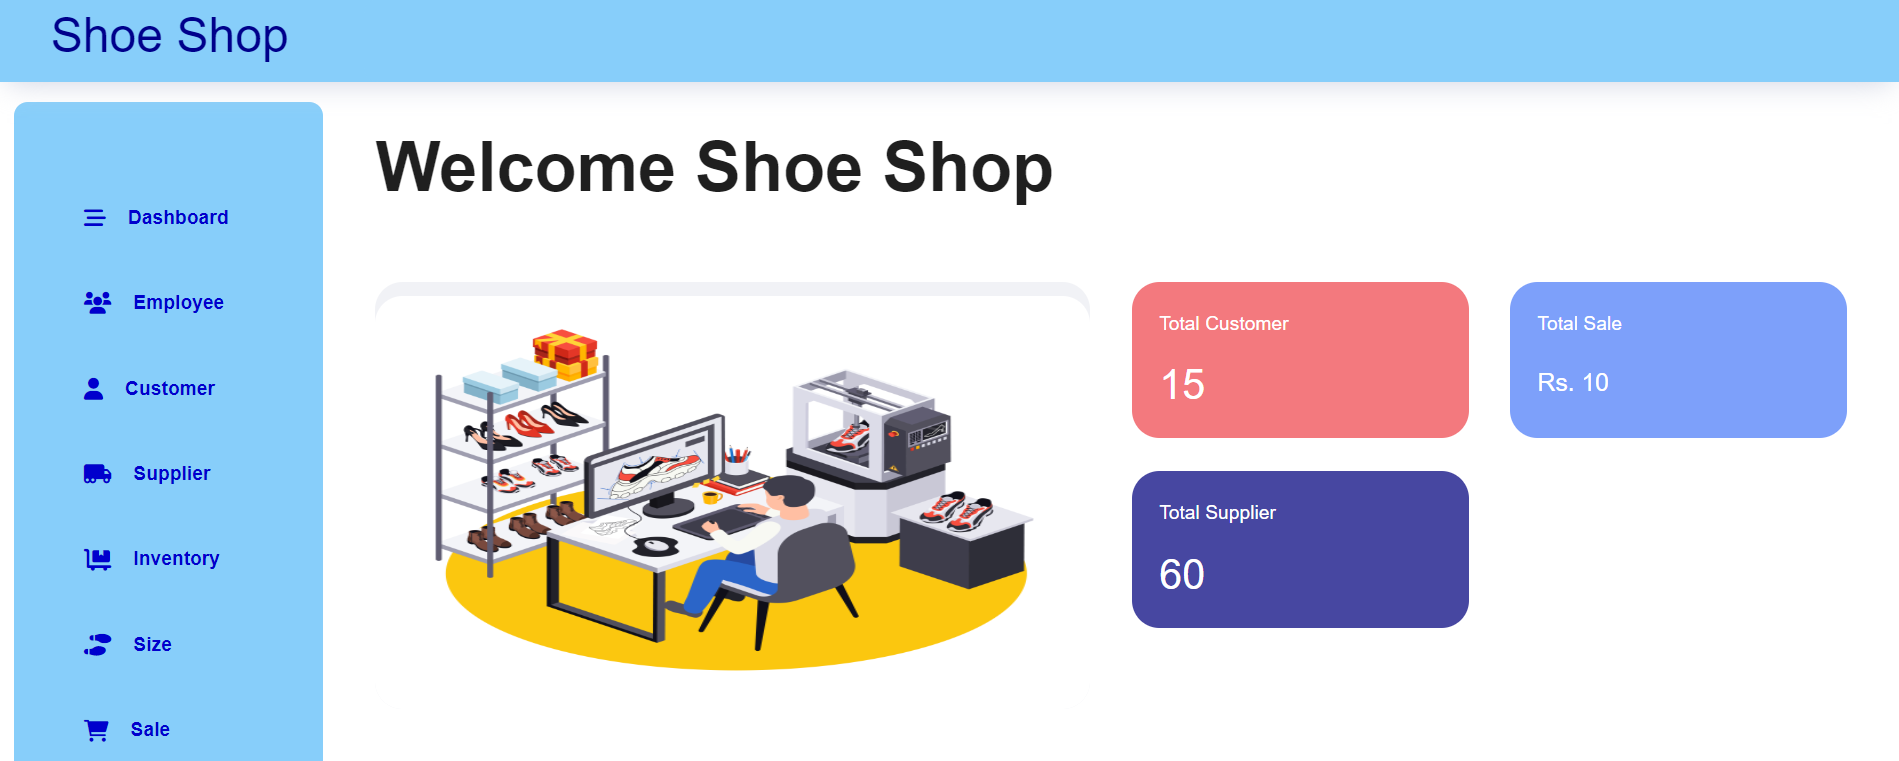 Shoe Shop
Dashboard
Employee
Customer
Supplier
Inventory
Size
Sale
Welcome Shoe Shop
Total Customer
15
Total Sale
Rs. 10
Total Supplier
60